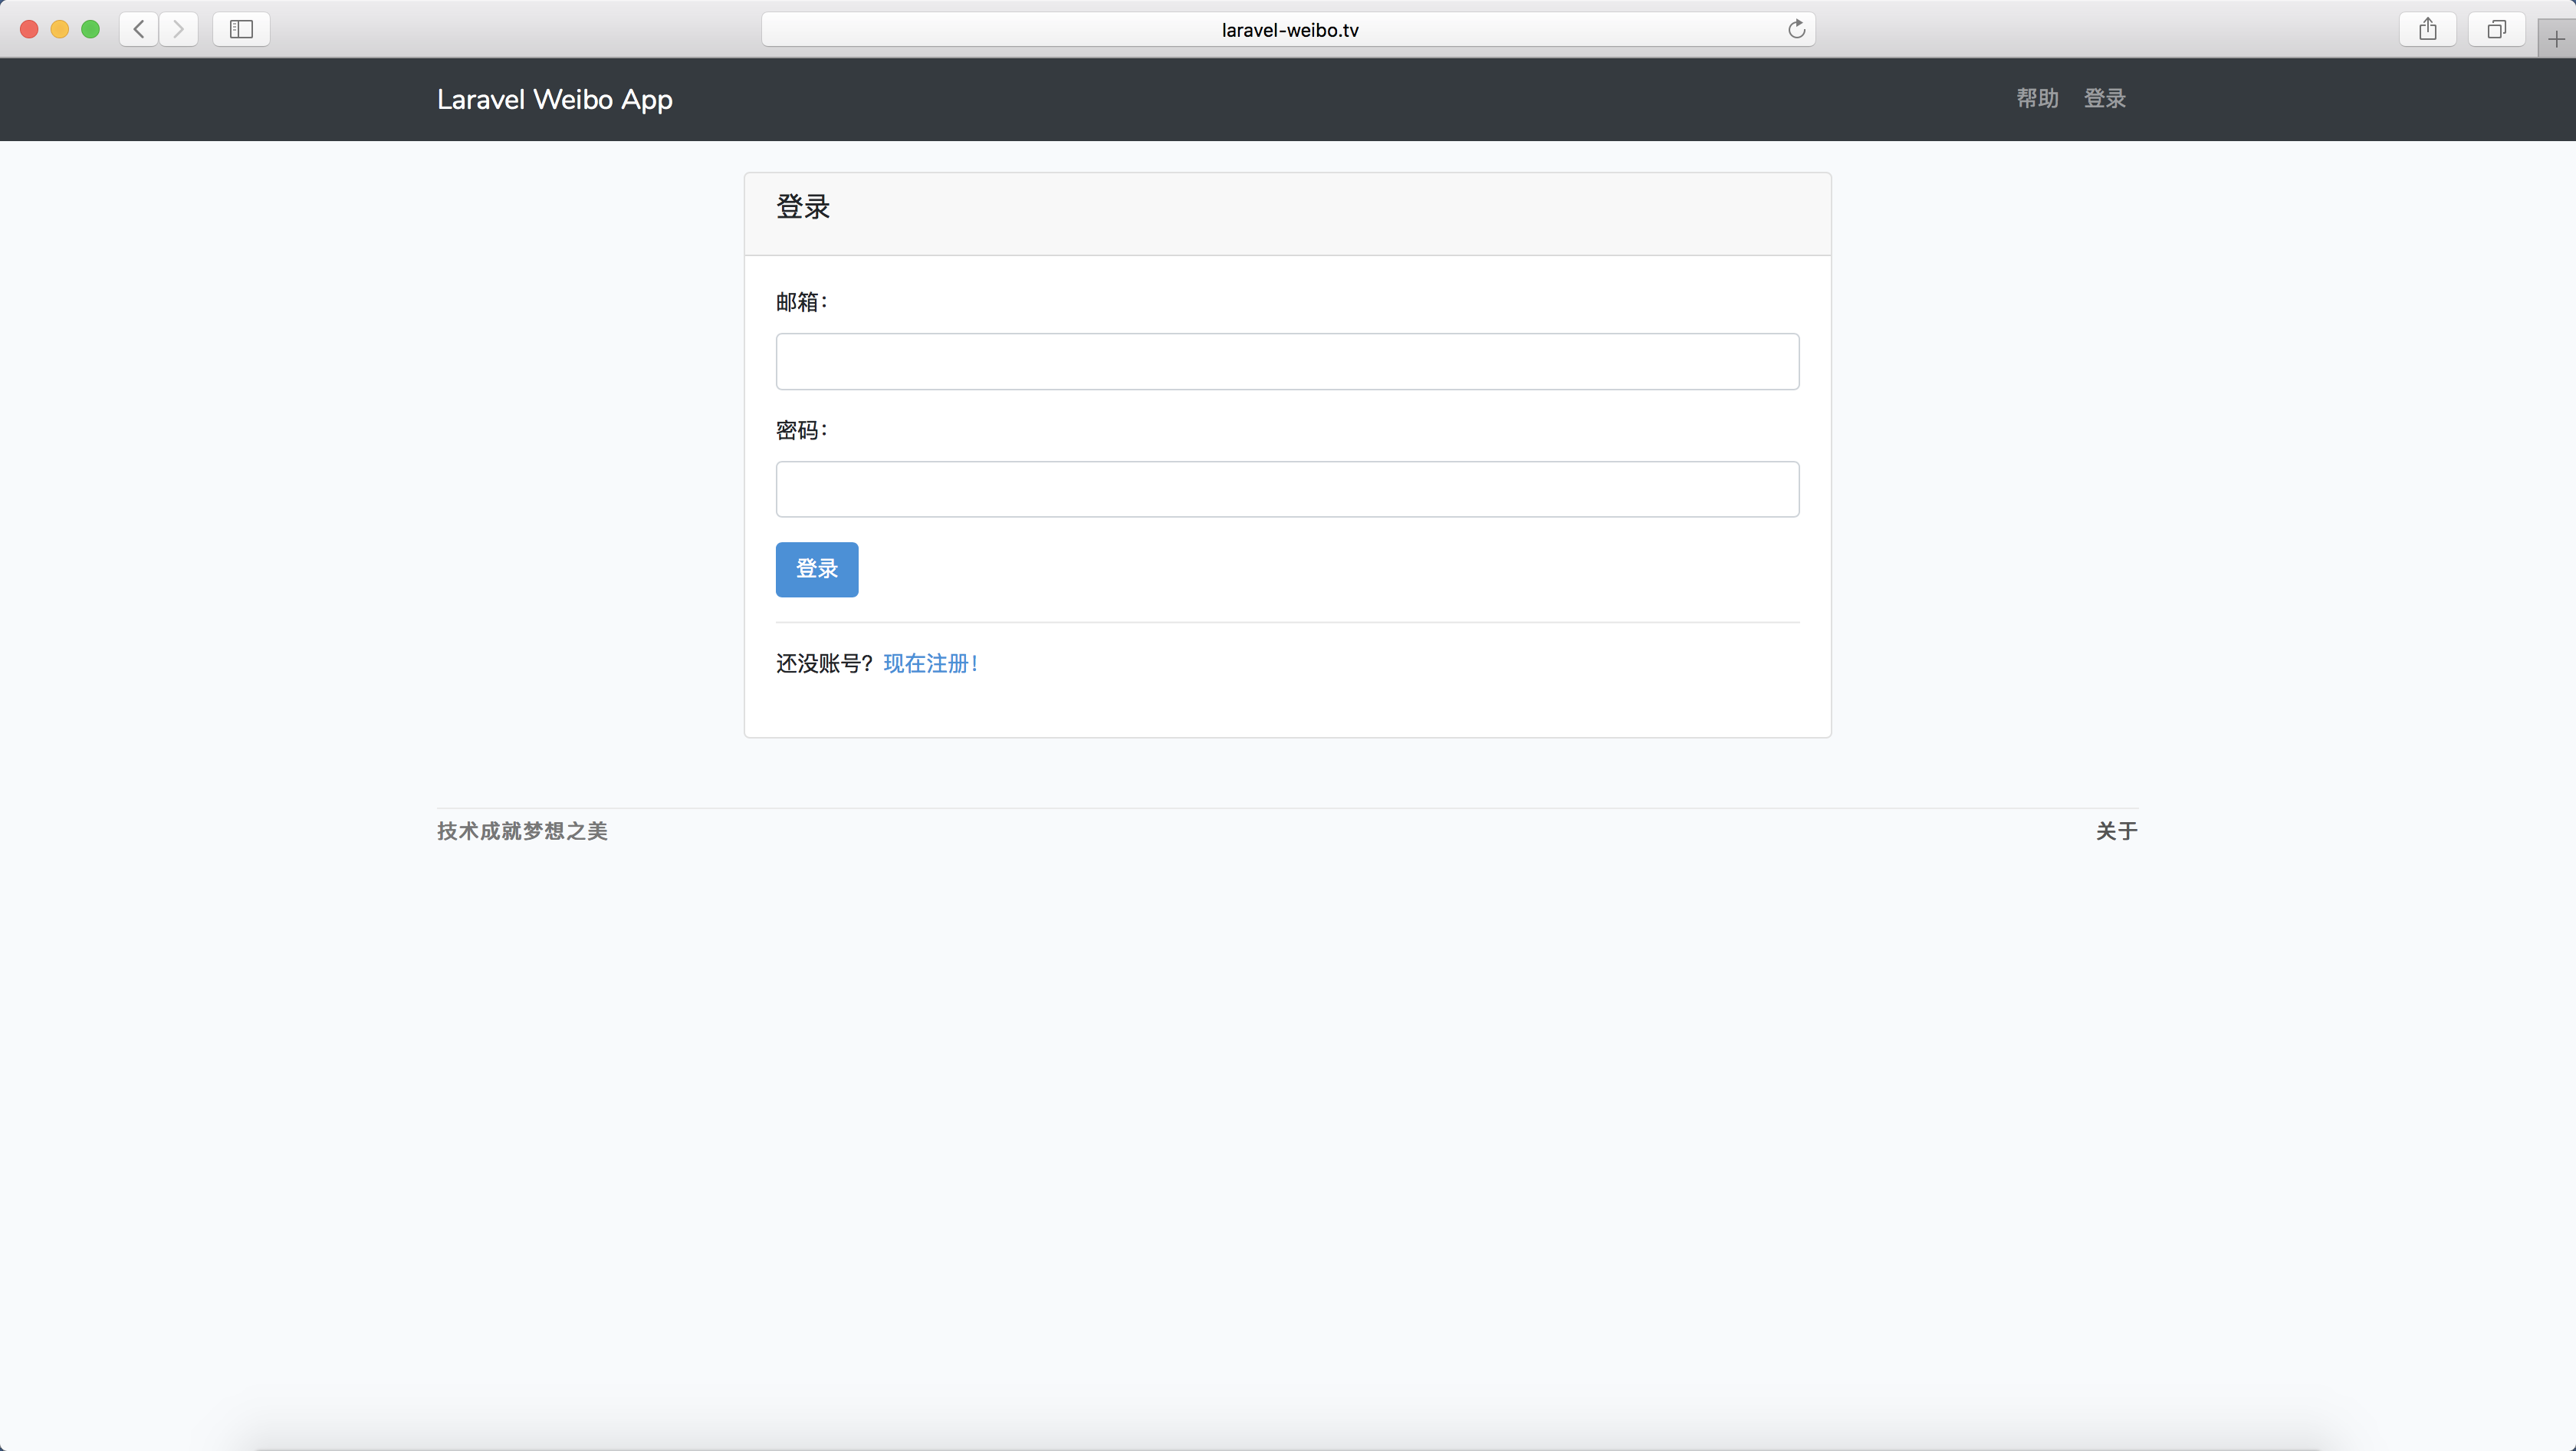 laravel-weibo.tv
Laravel Weibo App 帮助 登录
登录
邮箱：
密码：
登录
还没账号？现在注册！
技术成就梦想之美 关于